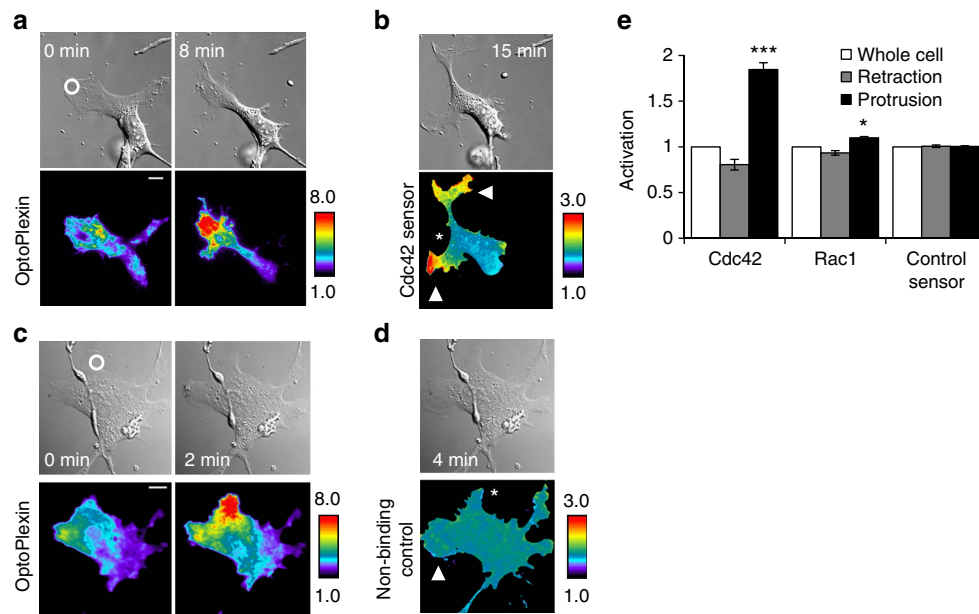 a
0 min
8 min
OptoPlexin
8.0
1.0
b
15 min
Cdc42 sensor
*
3.0
1.0
c
0 min
2 min
OptoPlexin
8.0
1.0
d
4 min
Non-binding
control
*
3.0
1.0
e
Activation
2
1.5
1
0.5
0
***
*
Whole cell
Retraction
Protrusion
Cdc42
Rac1
Control
sensor